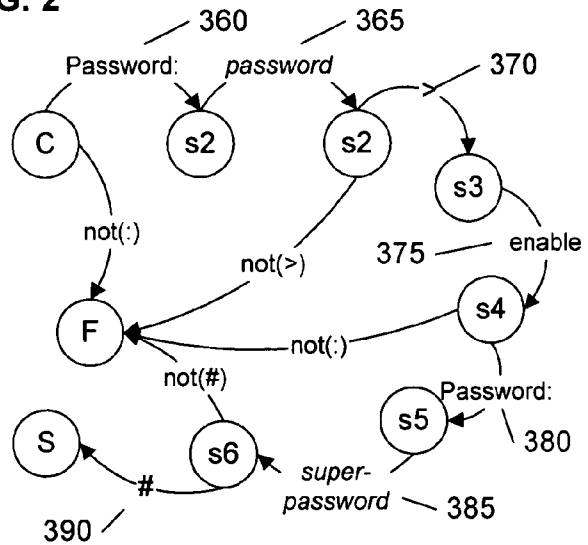 G. 2
360
365
Password:
password
370
>
C
s2
s2
s3
not(:)
375
enable
not(>)
s4
F
not(:)
not(#)
Password:
s5
S
s6
380
super-
password
#
385
390